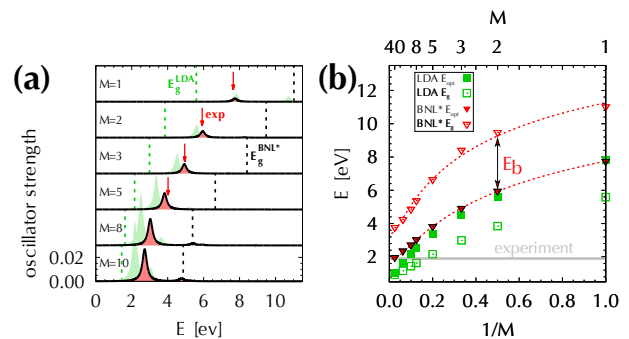 (a)
M=1
E_g^LDA
M=2
exp
M=3
E_g^BNL*
M=5
M=8
M=10
oscillator strength
0.02
0.00
0 2 4 6 8 10
E [ev]
(b)
M
40 8 5 3 2 1
12
10
8
6
4
2
0
E [eV]
LDA E_opt
LDA E_g
BNL* E_opt
BNL* E_g
E_b
experiment
0.0 0.2 0.4 0.6 0.8 1.0
1/M